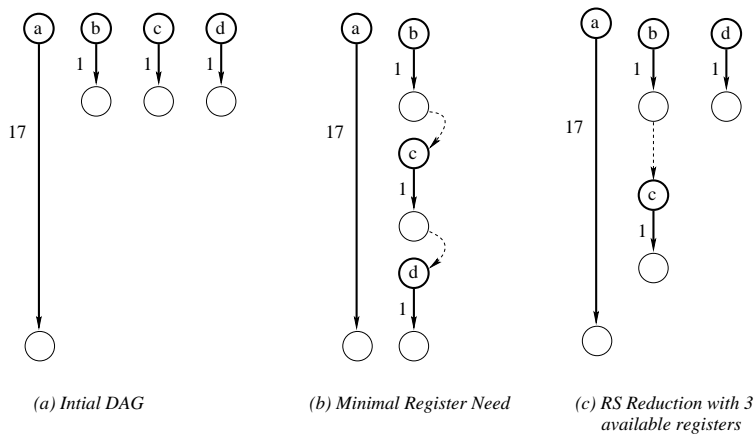 a b c d
1 1 1
17
(a) Intial DAG
a b
1
17
c
1
d
1
(b) Minimal Register Need
a b d
1 1
17
c
1
(c) RS Reduction with 3
available registers